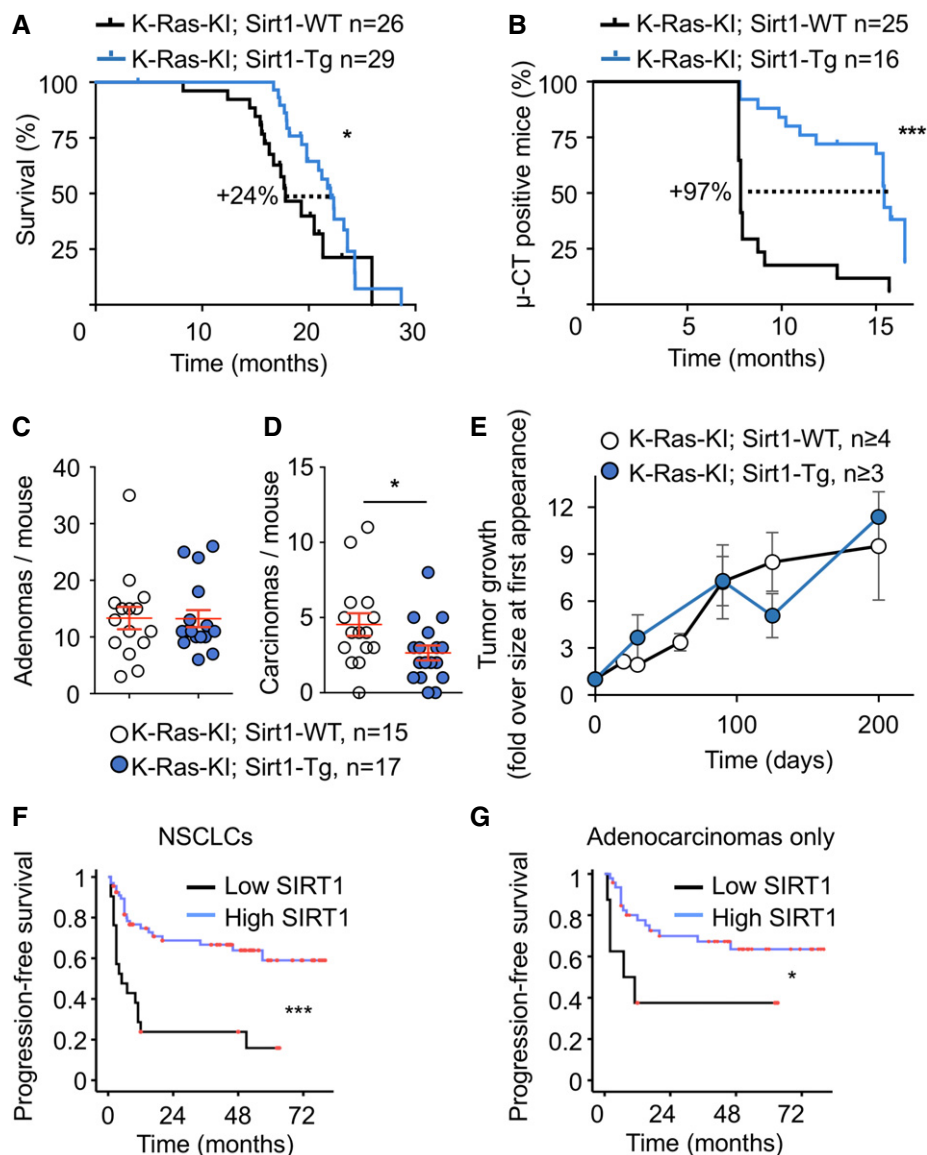 A
K-Ras-KI; Sirt1-WT n=26
K-Ras-KI; Sirt1-Tg n=29
Survival (%)
100
75
50
25
0
10
20
30
Time (months)
+24%
*
B
K-Ras-KI; Sirt1-WT n=25
K-Ras-KI; Sirt1-Tg n=16
µ-CT positive mice (%)
100
75
50
25
0
5
10
15
Time (months)
+97%
***
C
Adenomas / mouse
40
30
20
10
0
D
Carcinomas / mouse
15
10
5
0
*
K-Ras-KI; Sirt1-WT, n=15
K-Ras-KI; Sirt1-Tg, n=17
E
K-Ras-KI; Sirt1-WT, n≥4
K-Ras-KI; Sirt1-Tg, n≥3
Tumor growth
(fold over size at first appearance)
12
9
6
3
0
0
100
200
Time (days)
F
NSCLCs
Progression-free survival
1
0.8
0.6
0.4
0.2
0
Low SIRT1
High SIRT1
***
0
24
48
72
Time (months)
G
Adenocarcinomas only
Progression-free survival
1
0.8
0.6
0.4
0.2
0
Low SIRT1
High SIRT1
*
0
24
48
72
Time (months)